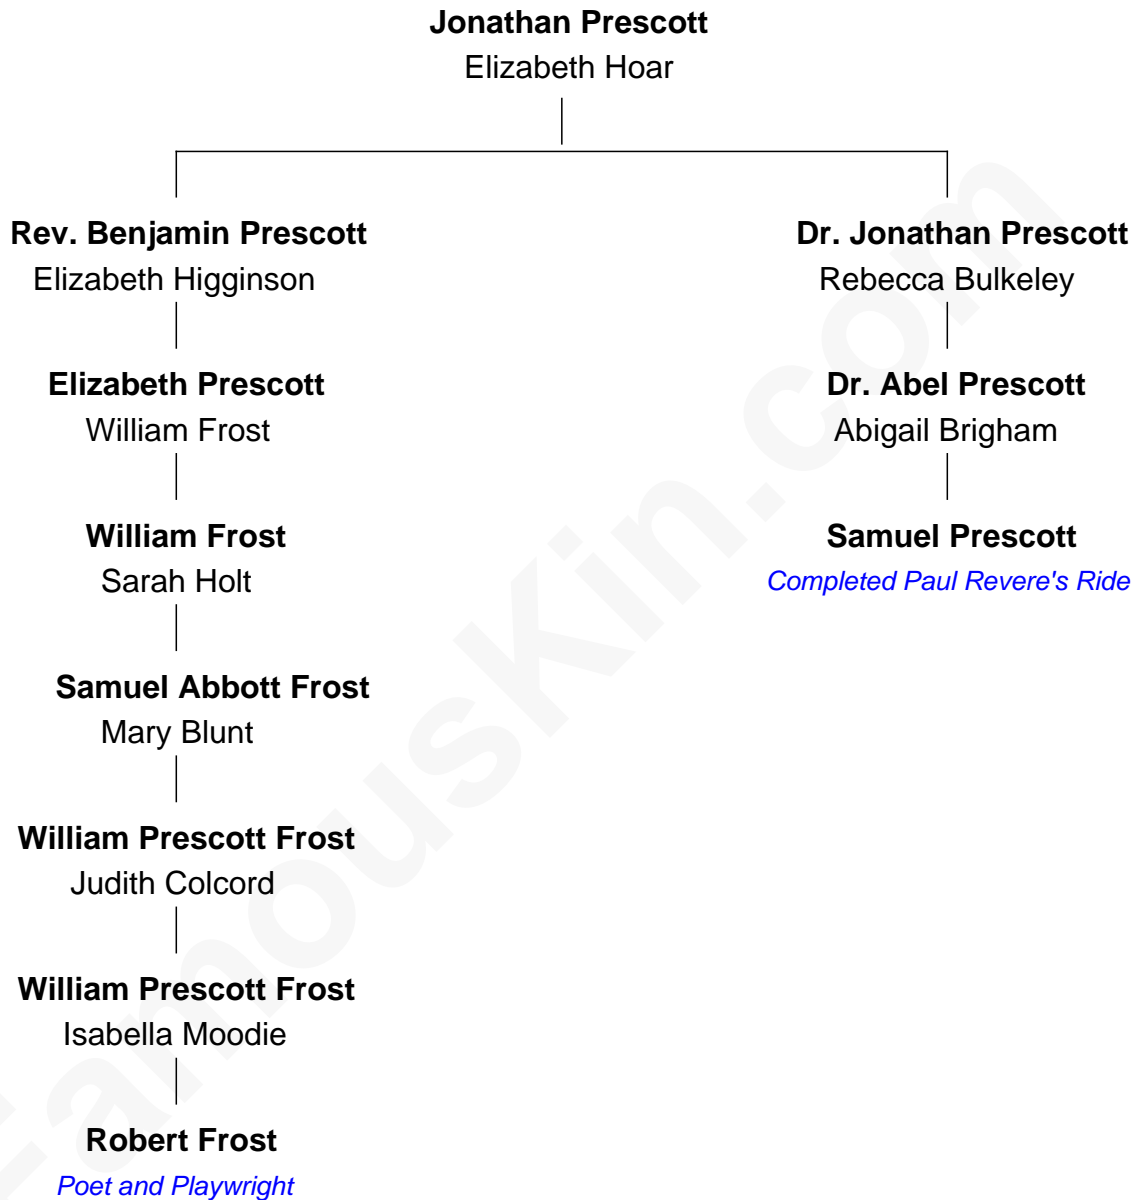 Jonathan Prescott
Elizabeth Hoar
Rev. Benjamin Prescott
Elizabeth Higginson
Dr. Jonathan Prescott
Rebecca Bulkeley
Elizabeth Prescott
William Frost
Dr. Abel Prescott
Abigail Brigham
William Frost
Sarah Holt
Samuel Prescott
Completed Paul Revere's Ride
Samuel Abbott Frost
Mary Blunt
William Prescott Frost
Judith Colcord
William Prescott Frost
Isabella Moodie
Robert Frost
Poet and Playwright
FamousKin.com